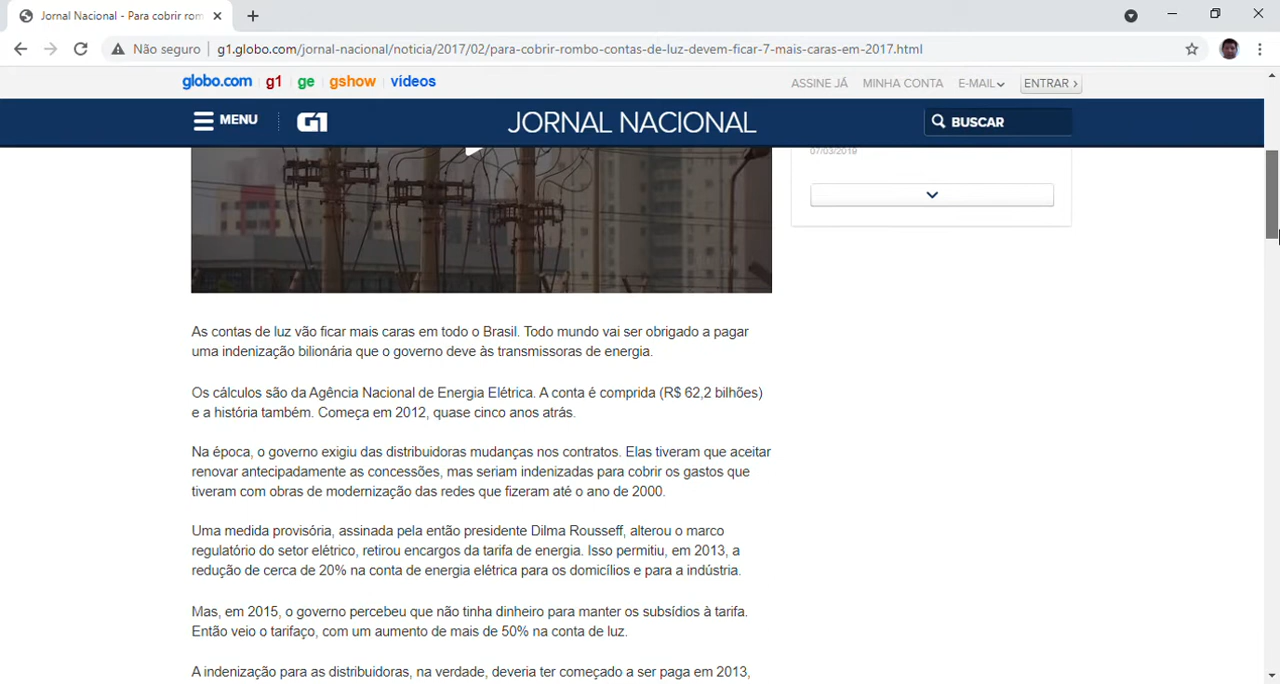 Jornal Nacional - Para cobrir rom
Não seguro
g1.globo.com/jornal-nacional/noticia/2017/02/para-cobrir-rombo-contas-de-luz-devem-ficar-7-mais-caras-em-2017.html
globo.com g1 ge gshow vídeos ASSINE JÁ MINHA CONTA E-MAIL ENTRAR
MENU G1 JORNAL NACIONAL BUSCAR
07/03/2019
As contas de luz vão ficar mais caras em todo o Brasil. Todo mundo vai ser obrigado a pagar
uma indenização bilionária que o governo deve às transmissoras de energia.
Os cálculos são da Agência Nacional de Energia Elétrica. A conta é comprida (R$ 62,2 bilhões)
e a história também. Começa em 2012, quase cinco anos atrás.
Na época, o governo exigiu das distribuidoras mudanças nos contratos. Elas tiveram que aceitar
renovar antecipadamente as concessões, mas seriam indenizadas para cobrir os gastos que
tiveram com obras de modernização das redes que fizeram até o ano de 2000.
Uma medida provisória, assinada pela então presidente Dilma Rousseff, alterou o marco
regulatório do setor elétrico, retirou encargos da tarifa de energia. Isso permitiu, em 2013, a
redução de cerca de 20% na conta de energia elétrica para os domicílios e para a indústria.
Mas, em 2015, o governo percebeu que não tinha dinheiro para manter os subsídios à tarifa.
Então veio o tarifaço, com um aumento de mais de 50% na conta de luz.
A indenização para as distribuidoras, na verdade, deveria ter começado a ser paga em 2013,